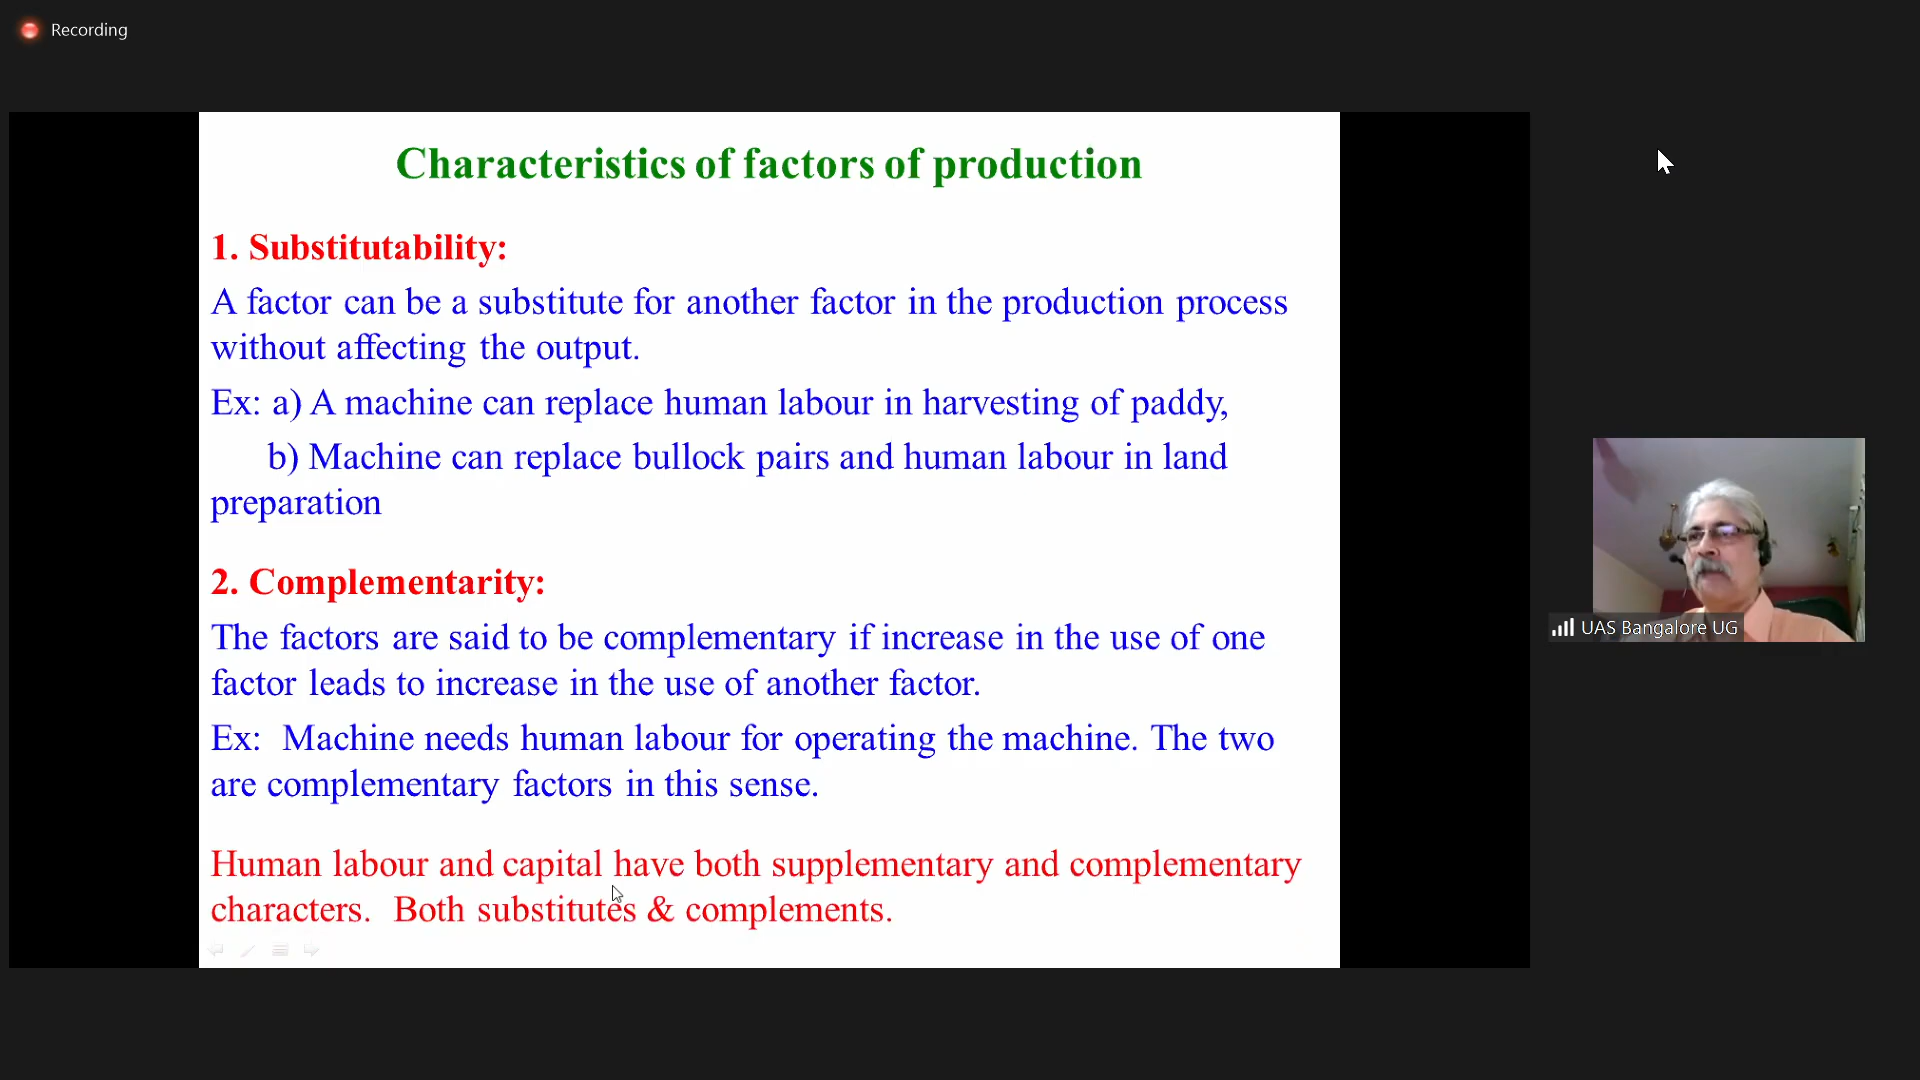 Recording
Characteristics of factors of production
1. Substitutability:
A factor can be a substitute for another factor in the production process
without affecting the output.
Ex: a) A machine can replace human labour in harvesting of paddy,
b) Machine can replace bullock pairs and human labour in land
preparation
2. Complementarity:
The factors are said to be complementary if increase in the use of one
factor leads to increase in the use of another factor.
Ex: Machine needs human labour for operating the machine. The two
are complementary factors in this sense.
Human labour and capital have both supplementary and complementary
characters. Both substitutes & complements.
UAS Bangalore UG